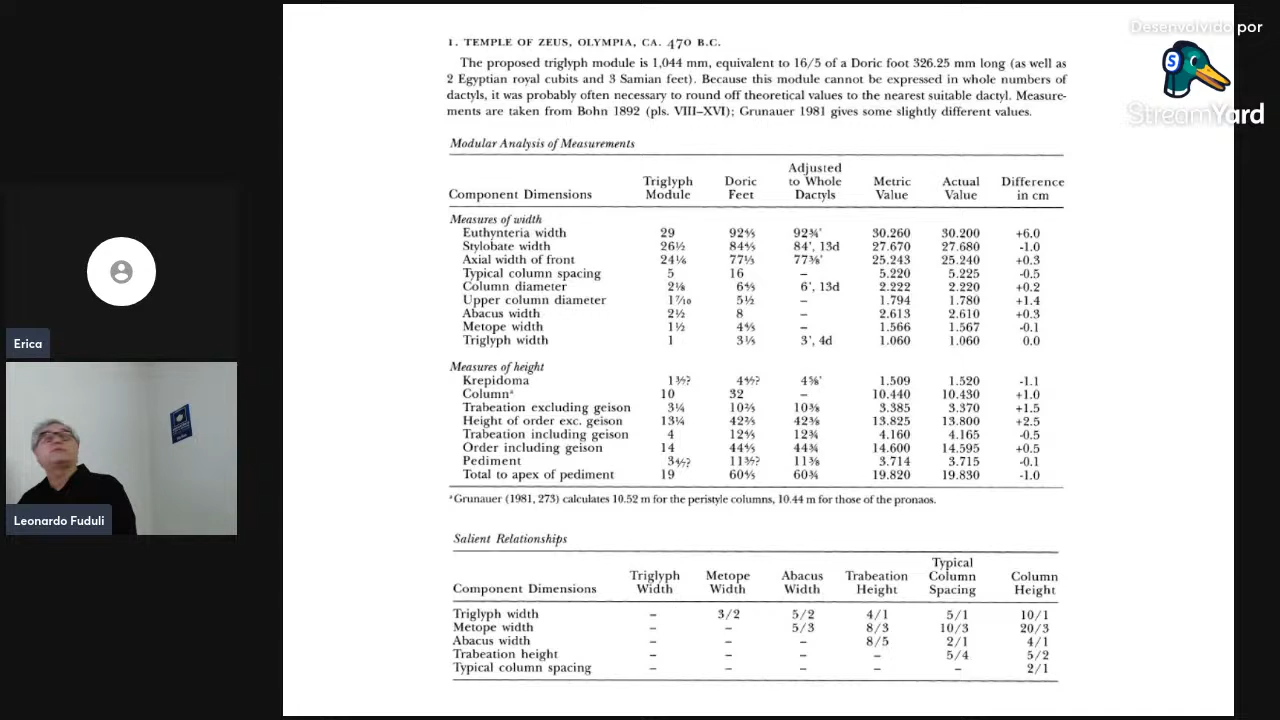 Desenvolvido por
StreamYard
Erica
Leonardo Fuduli
1. TEMPLE OF ZEUS, OLYMPIA, CA. 470 B.C.
The proposed triglyph module is 1,044 mm, equivalent to 16/5 of a Doric foot 326.25 mm long (as well as
2 Egyptian royal cubits and 3 Samian feet). Because this module cannot be expressed in whole numbers of
dactyls, it was probably often necessary to round off theoretical values to the nearest suitable dactyl. Measure-
ments are taken from Bohn 1892 (pls. VIII–XVI); Grunauer 1981 gives some slightly different values.
Modular Analysis of Measurements
Component Dimensions Triglyph Module Doric Feet Adjusted to Whole Dactyls Metric Value Actual Value Difference in cm
Measures of width
Euthynteria width 29 92⅘ 92¾' 30.260 30.200 +6.0
Stylobate width 26½ 84⅘ 84', 13d 27.670 27.680 -1.0
Axial width of front 24⅙ 77⅓ 77⅜' 25.243 25.240 +0.3
Typical column spacing 5 16 – 5.220 5.225 -0.5
Column diameter 2⅛ 6⅘ 6', 13d 2.222 2.220 +0.2
Upper column diameter 1 7/10 5½ – 1.794 1.780 +1.4
Abacus width 2½ 8 – 2.613 2.610 +0.3
Metope width 1½ 4⅘ – 1.566 1.567 -0.1
Triglyph width 1 3⅕ 3', 4d 1.060 1.060 0.0
Measures of height
Krepidoma 4⅝' 1.509 1.520 -1.1
Columnᵃ 10 32 – 10.440 10.430 +1.0
Trabeation excluding geison 3¼ 10⅖ 10⅜ 3.385 3.370 +1.5
Height of order exc. geison 13¼ 42⅖ 42⅜ 13.825 13.800 +2.5
Trabeation including geison 4 12⅘ 12¾ 4.160 4.165 -0.5
Order including geison 14 44⅘ 44¾ 14.600 14.595 +0.5
Pediment 11⅜ 3.714 3.715 -0.1
Total to apex of pediment 19 60⅘ 60¾ 19.820 19.830 -1.0
ᵃGrunauer (1981, 273) calculates 10.52 m for the peristyle columns, 10.44 m for those of the pronaos.
Salient Relationships
Component Dimensions Triglyph Width Metope Width Abacus Width Trabeation Height Typical Column Spacing Column Height
Triglyph width – 3/2 5/2 4/1 5/1 10/1
Metope width – – 5/3 8/3 10/3 20/3
Abacus width – – – 8/5 2/1 4/1
Trabeation height – – – – 5/4 5/2
Typical column spacing – – – – – 2/1